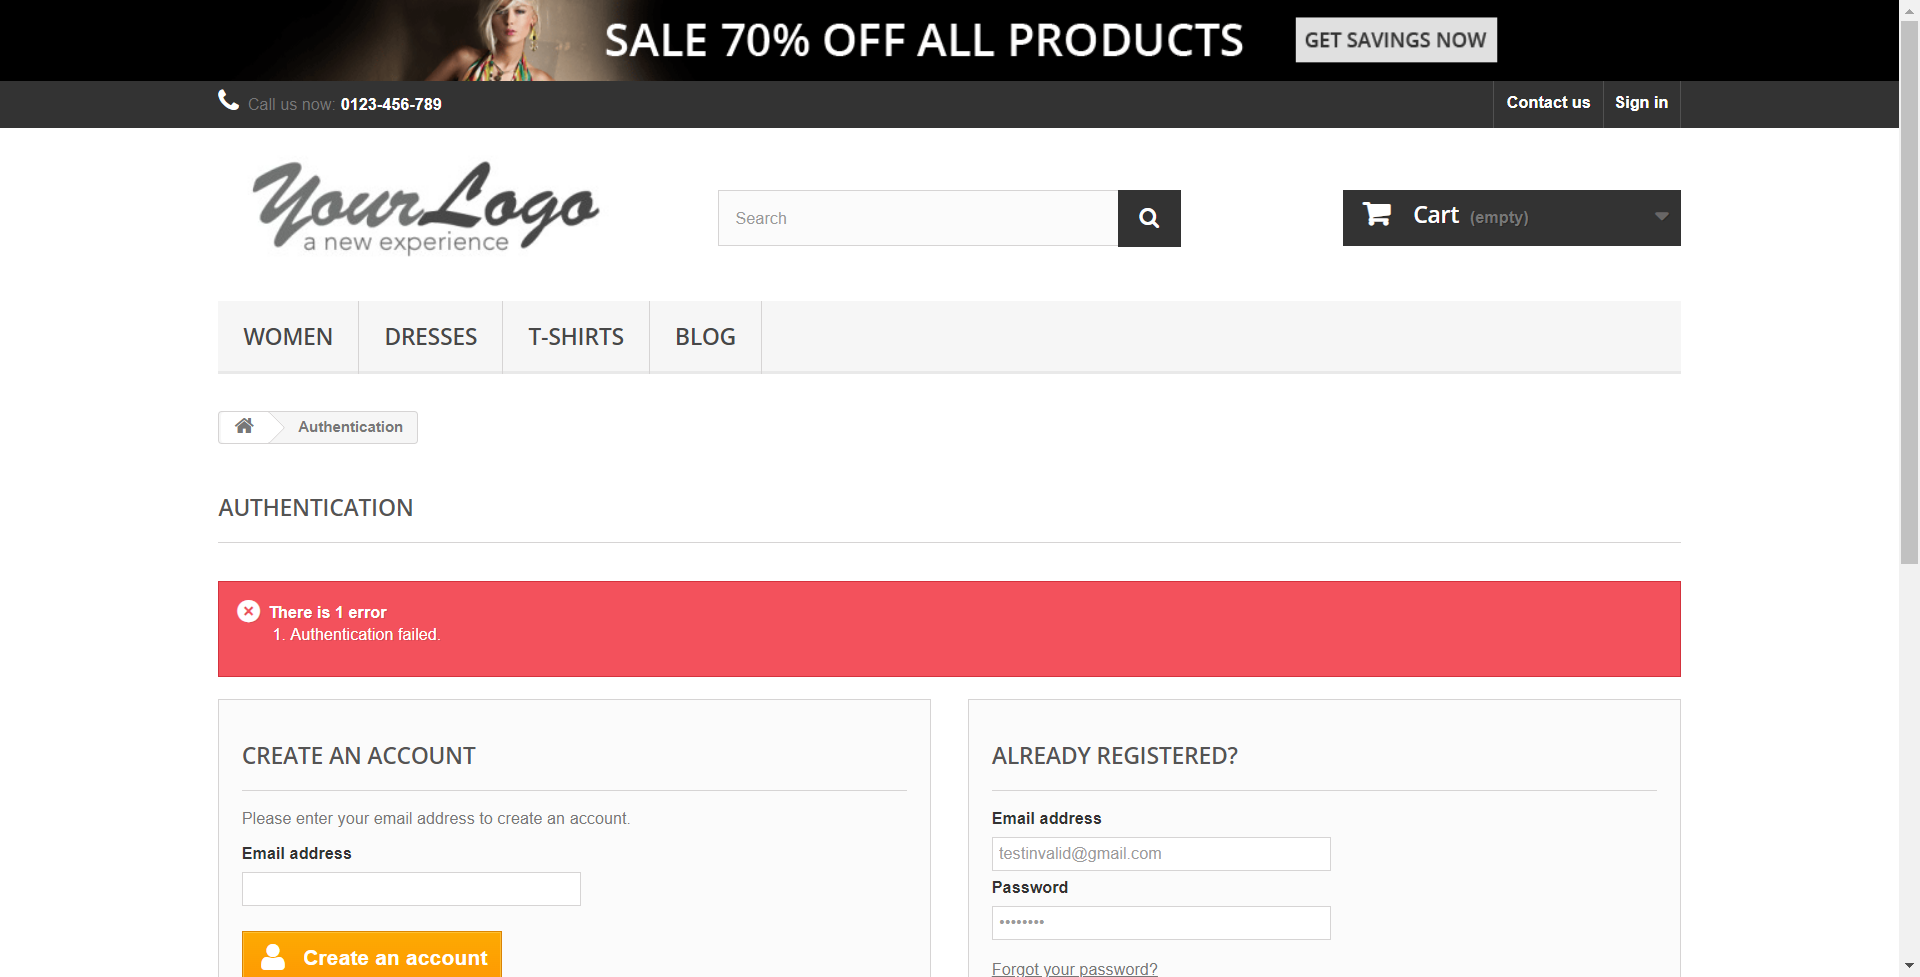 SALE 70% OFF ALL PRODUCTS
GET SAVINGS NOW
Call us now: 0123-456-789
Contact us
Sign in
YourLogo
a new experience
Search
Cart (empty)
WOMEN
DRESSES
T-SHIRTS
BLOG
Authentication
AUTHENTICATION
There is 1 error
1. Authentication failed.
CREATE AN ACCOUNT
Please enter your email address to create an account.
Email address
Create an account
ALREADY REGISTERED?
Email address
testinvalid@gmail.com
Password
••••••••
Forgot your password?